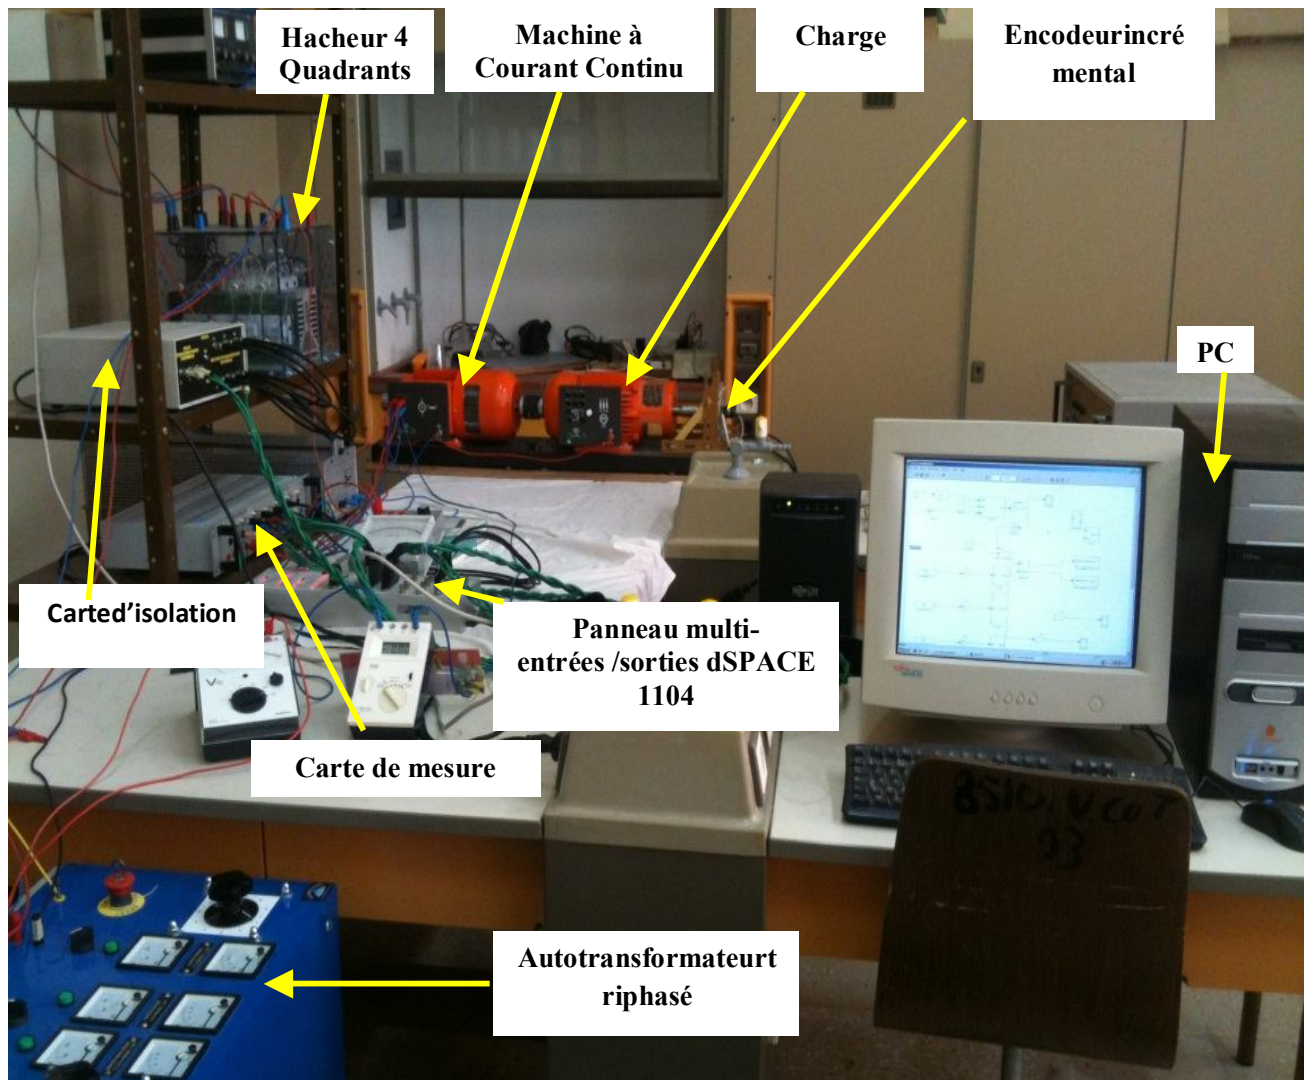 Hacheur 4
Quadrants
Machine à
Courant Continu
Charge
Encodeurincré
mental
PC
Carted’isolation
Panneau multi-
entrées /sorties dSPACE
1104
Carte de mesure
Autotransformateurt
riphasé